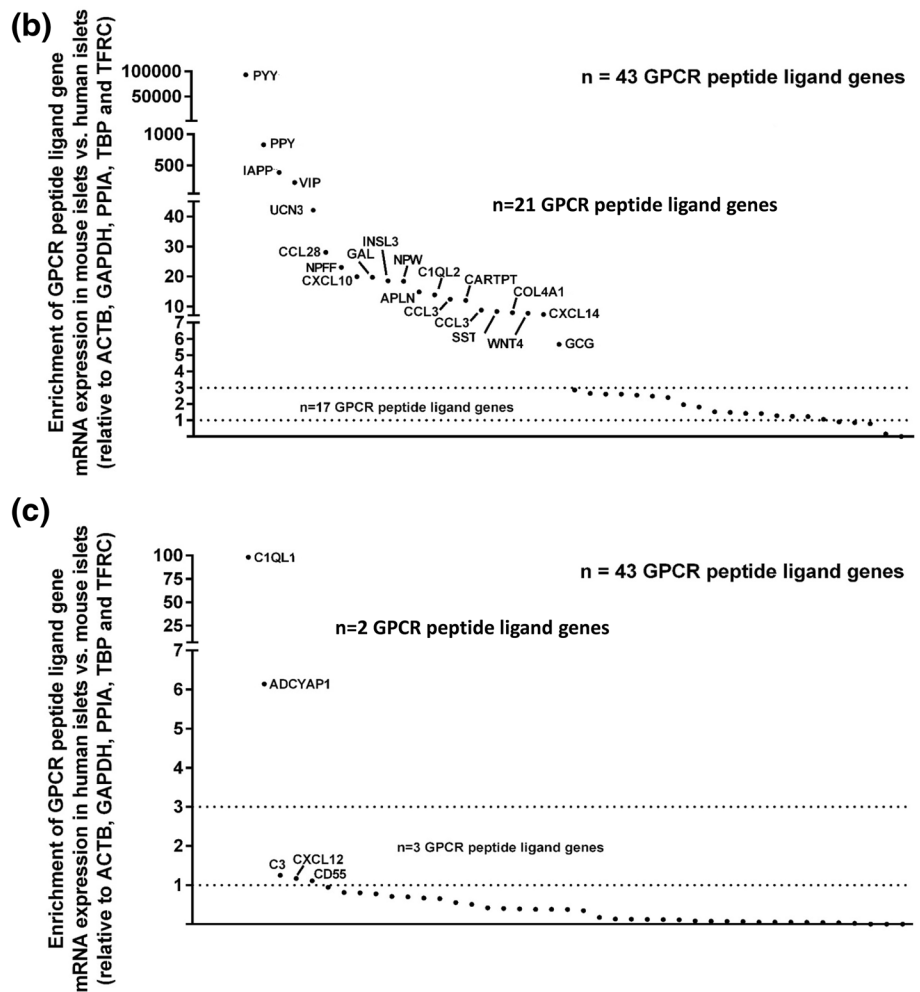 (b)
Enrichment of GPCR peptide ligand gene
mRNA expression in mouse islets vs. human islets
(relative to ACTB, GAPDH, PPIA, TBP and TFRC)
100000
50000
1000
500
40
30
20
10
7
6
5
4
3
2
1
n = 43 GPCR peptide ligand genes
n=21 GPCR peptide ligand genes
n=17 GPCR peptide ligand genes
PYY
PPY
IAPP
VIP
UCN3
CCL28
NPFF
CXCL10
GAL
INSL3
NPW
APLN
C1QL2
CCL3
CARTPT
CCL3
SST
WNT4
COL4A1
CXCL14
GCG
(c)
Enrichment of GPCR peptide ligand gene
mRNA expression in human islets vs. mouse islets
(relative to ACTB, GAPDH, PPIA, TBP and TFRC)
100
75
50
25
7
6
5
4
3
2
1
n = 43 GPCR peptide ligand genes
n=2 GPCR peptide ligand genes
n=3 GPCR peptide ligand genes
C1QL1
ADCYAP1
C3
CXCL12
CD55